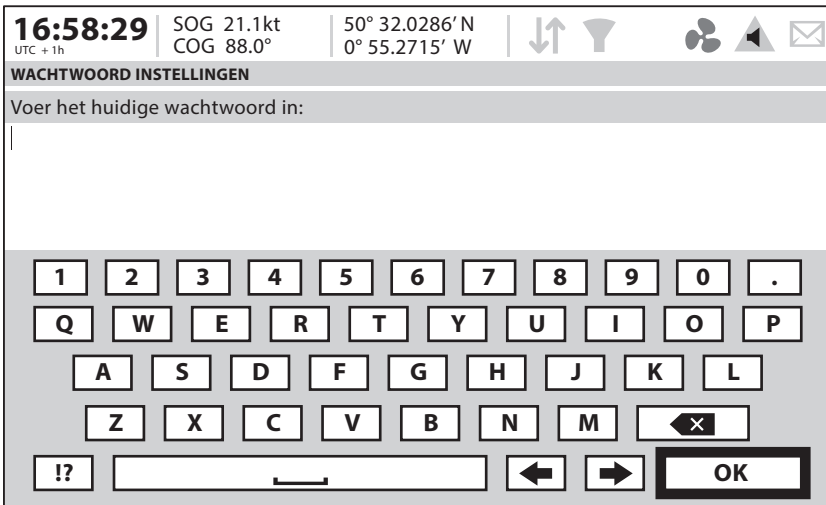 16:58:29
UTC + 1h
SOG 21.1kt
COG 88.0°
50° 32.0286′ N
0° 55.2715′ W
WACHTWOORD INSTELLINGEN
Voer het huidige wachtwoord in:
1 2 3 4 5 6 7 8 9 0 .
Q W E R T Y U I O P
A S D F G H J K L
Z X C V B N M
!? OK